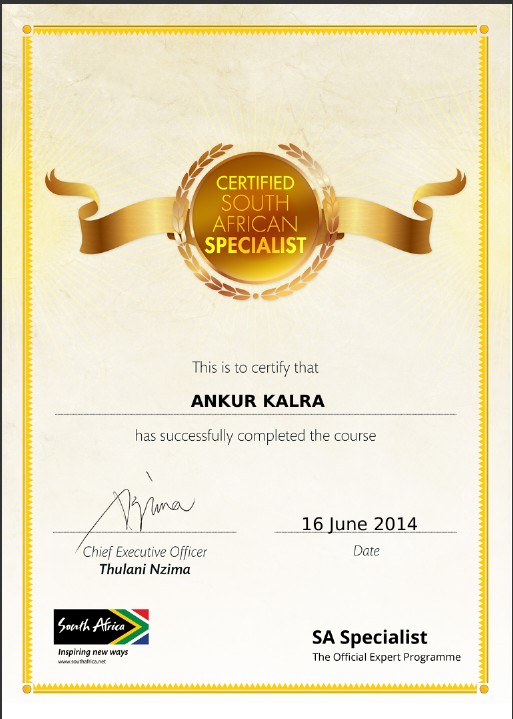 CERTIFIED
SOUTH
AFRICAN
SPECIALIST
This is to certify that
ANKUR KALRA
has successfully completed the course
Nzima
16 June 2014
Chief Executive Officer
Date
Thulani Nzima
South Africa
Inspiring new ways
www.southafrica.net
SA Specialist
The Official Expert Programme